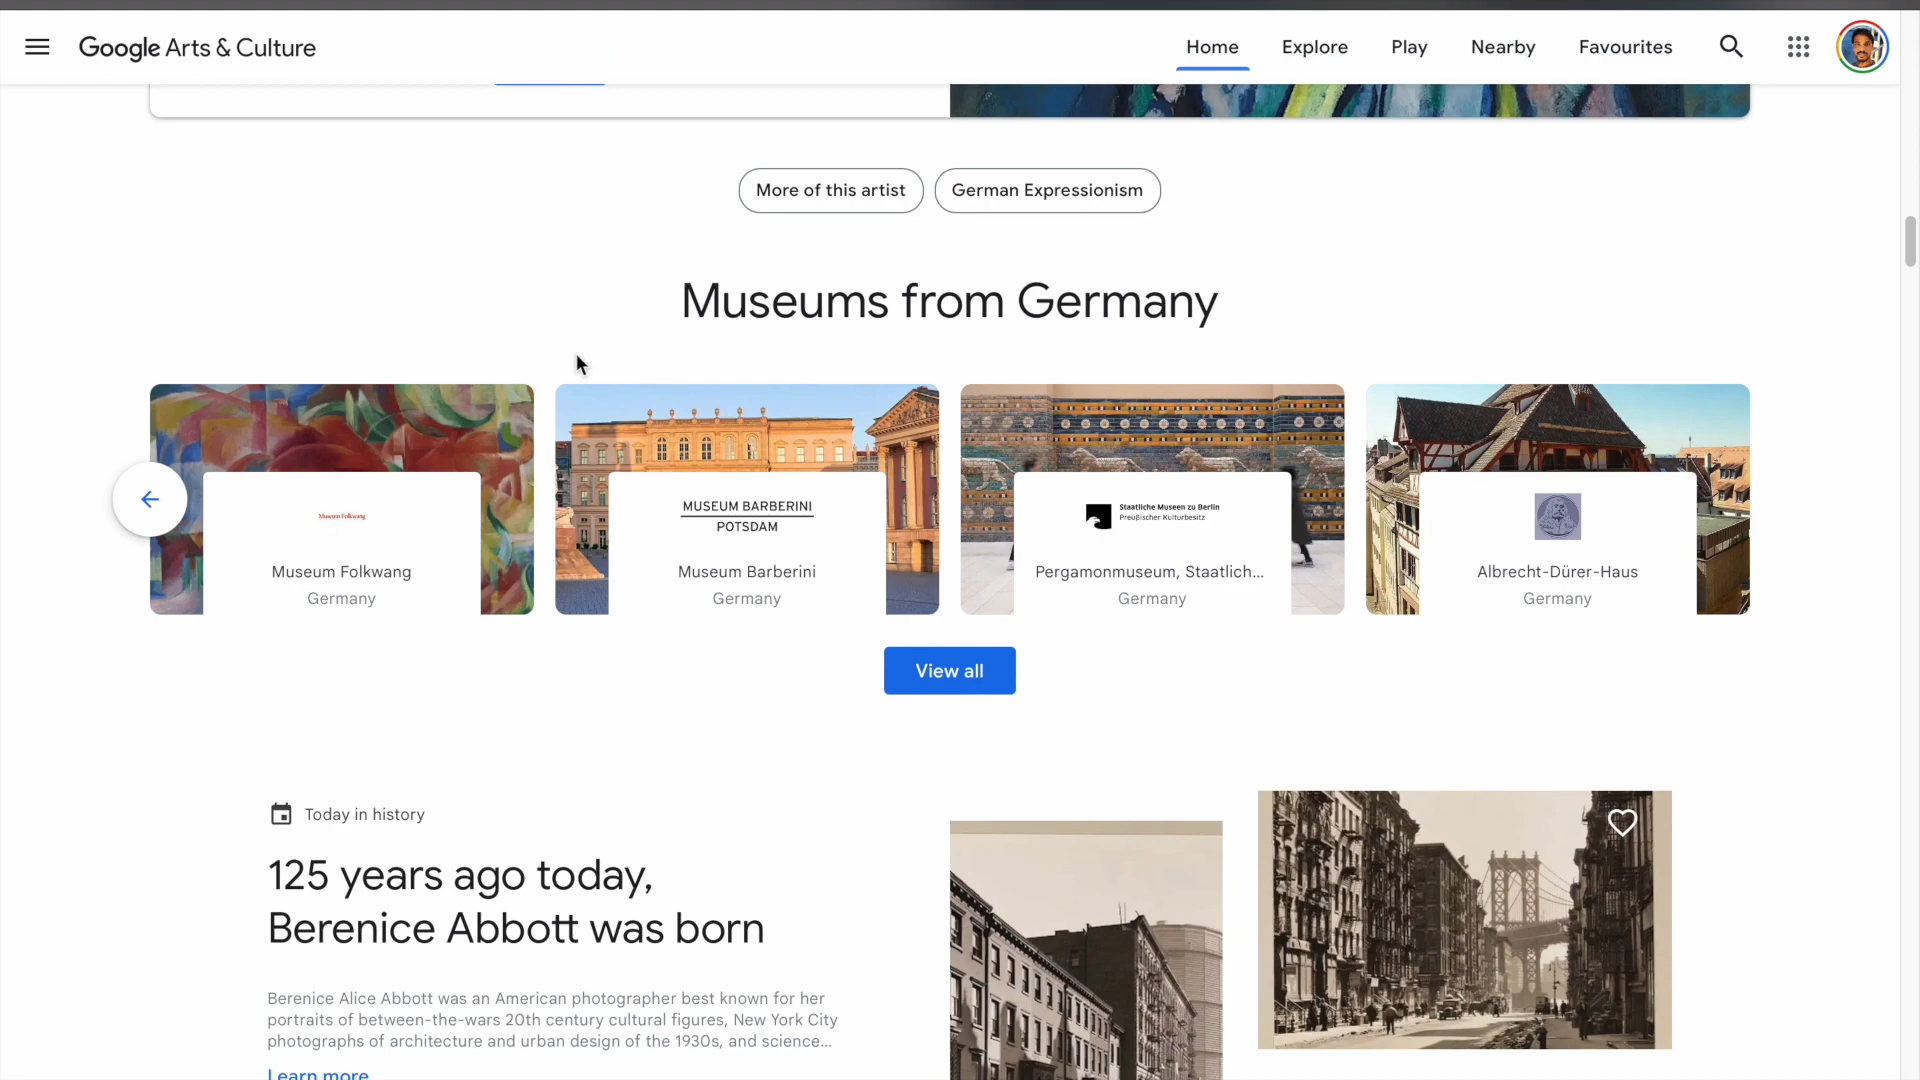 Google Arts & Culture
Home
Explore
Play
Nearby
Favourites
More of this artist
German Expressionism
Museums from Germany
Museum Folkwang
Museum Folkwang
Germany
MUSEUM BARBERINI
POTSDAM
Museum Barberini
Germany
Staatliche Museen zu Berlin
Preußischer Kulturbesitz
Pergamonmuseum, Staatlich...
Germany
Albrecht-Dürer-Haus
Germany
View all
Today in history
125 years ago today,
Berenice Abbott was born
Berenice Alice Abbott was an American photographer best known for her
portraits of between-the-wars 20th century cultural figures, New York City
photographs of architecture and urban design of the 1930s, and science...
Learn more